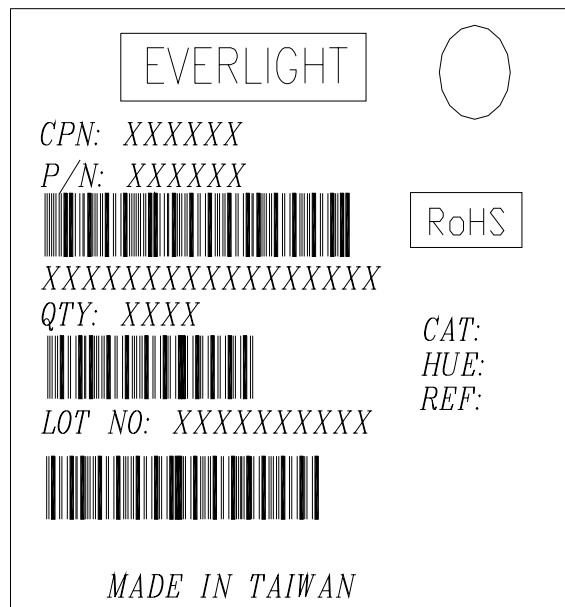 EVERLIGHT
CPN: XXXXXX
P/N: XXXXXX
RoHS
XXXXXXXXXXXXXXXXX
QTY: XXXX
CAT:
HUE:
REF:
LOT NO: XXXXXXXXXX
MADE IN TAIWAN